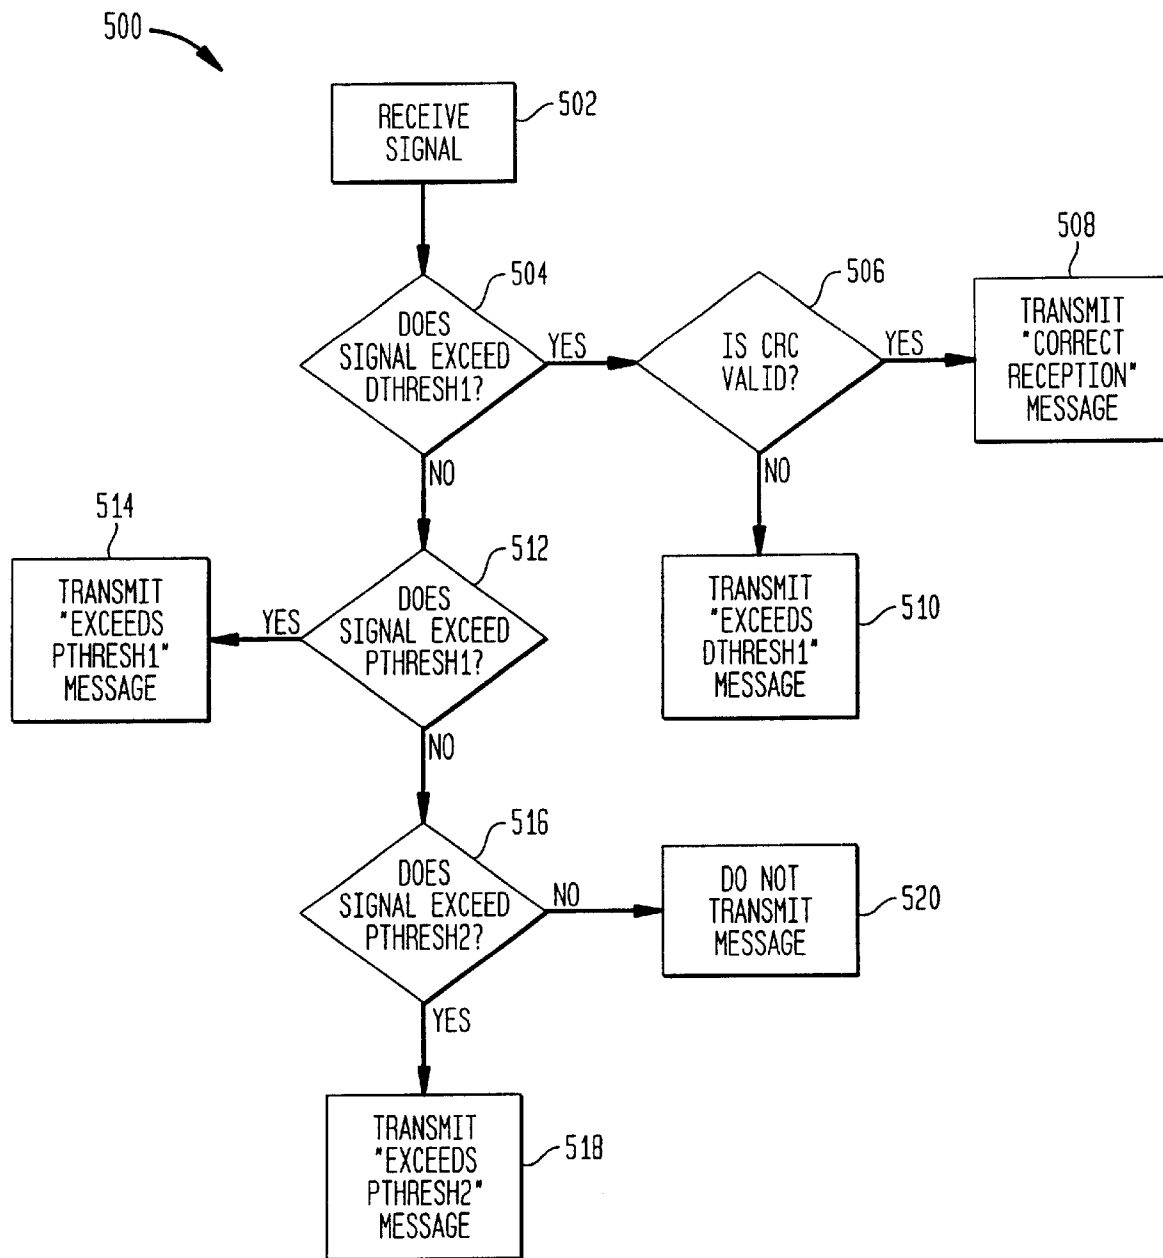 500
RECEIVE
SIGNAL
502
504
DOES
SIGNAL EXCEED
DTHRESH1?
YES
NO
506
IS CRC
VALID?
YES
NO
508
TRANSMIT
"CORRECT
RECEPTION"
MESSAGE
TRANSMIT
"EXCEEDS
DTHRESH1"
MESSAGE
510
512
DOES
SIGNAL EXCEED
PTHRESH1?
YES
NO
514
TRANSMIT
"EXCEEDS
PTHRESH1"
MESSAGE
516
DOES
SIGNAL EXCEED
PTHRESH2?
NO
YES
DO NOT
TRANSMIT
MESSAGE
520
TRANSMIT
"EXCEEDS
PTHRESH2"
MESSAGE
518